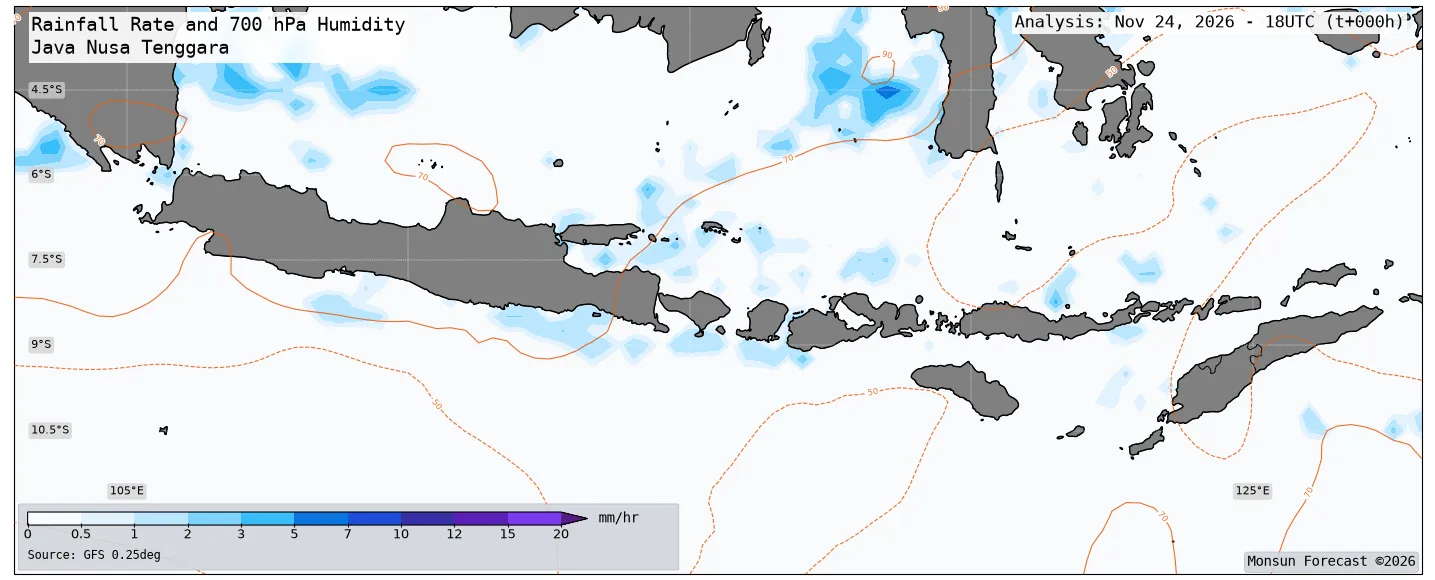 Rainfall Rate and 700 hPa Humidity
Java Nusa Tenggara
Analysis: Nov 24, 2026 - 18UTC (t+000h)
90
50
4.5°S
70
70
6°S
70
7.5°S
9°S
50
50
10.5°S
105°E
125°E
70
70
mm/hr
0 0.5 1 2 3 5 7 10 12 15 20
Source: GFS 0.25deg
Monsun Forecast ©2026